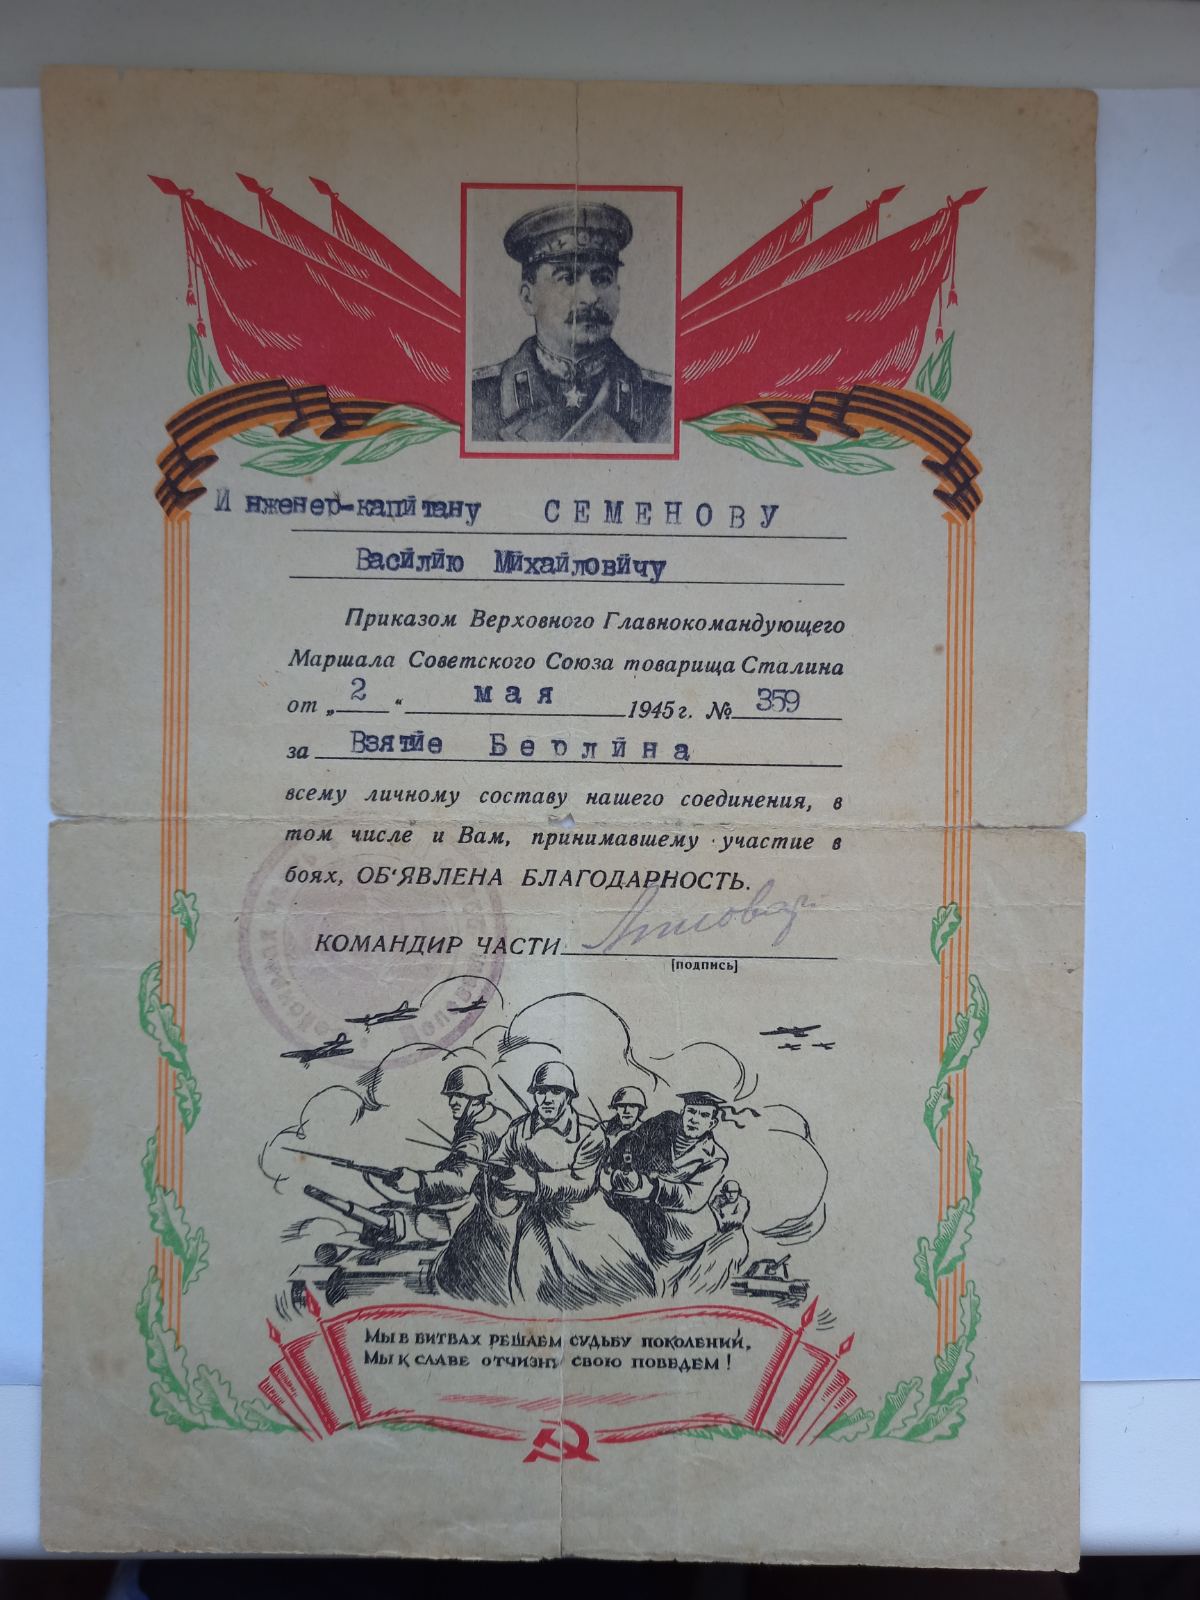 Инженер-капитану СЕМЕНОВУ
Василию Михайловичу
Приказом Верховного Главнокомандующего
Маршала Советского Союза товарища Сталина
от „2“ мая 1945 г. № 359
за Взятие Берлина
всему личному составу нашего соединения, в
том числе и Вам, принимавшему участие в
боях, ОБ‘ЯВЛЕНА БЛАГОДАРНОСТЬ.
КОМАНДИР ЧАСТИ
[подпись]
Мы в битвах решаем судьбу поколений,
Мы к славе отчизну свою поведем!